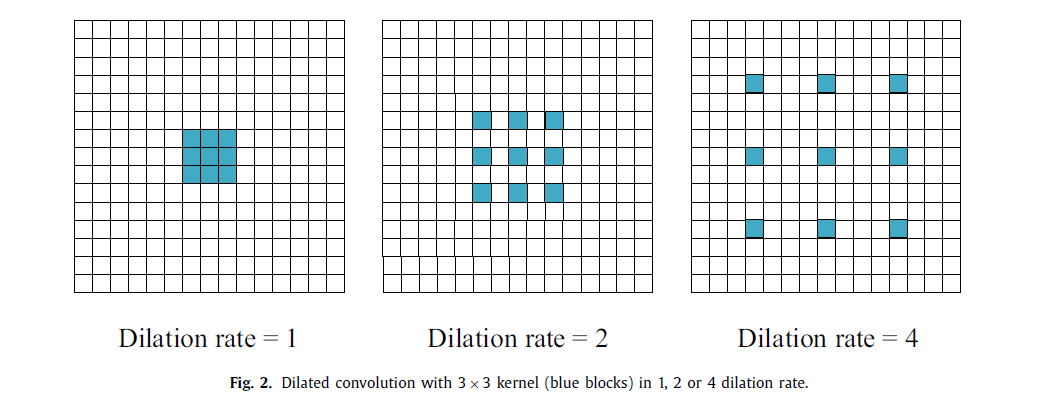 Dilation rate = 1
Dilation rate = 2
Dilation rate = 4
Fig. 2. Dilated convolution with 3 × 3 kernel (blue blocks) in 1, 2 or 4 dilation rate.